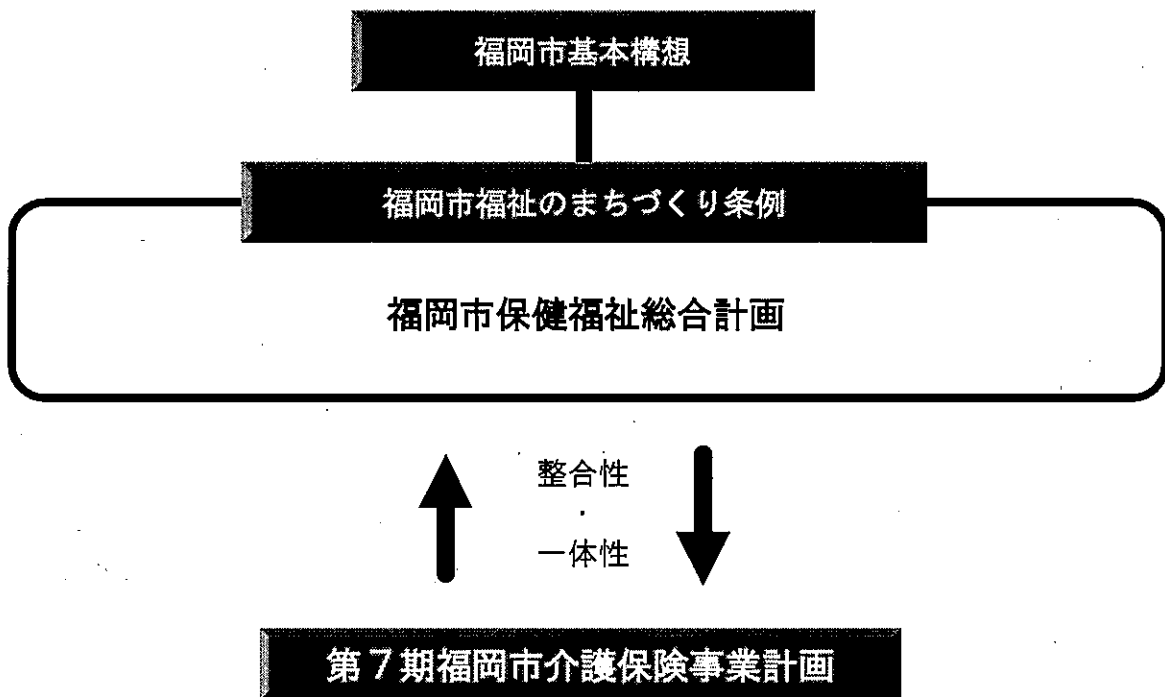 福岡市基本構想
福岡市福祉のまちづくり条例
福岡市保健福祉総合計画
整合性
・
一体性
第７期福岡市介護保険事業計画